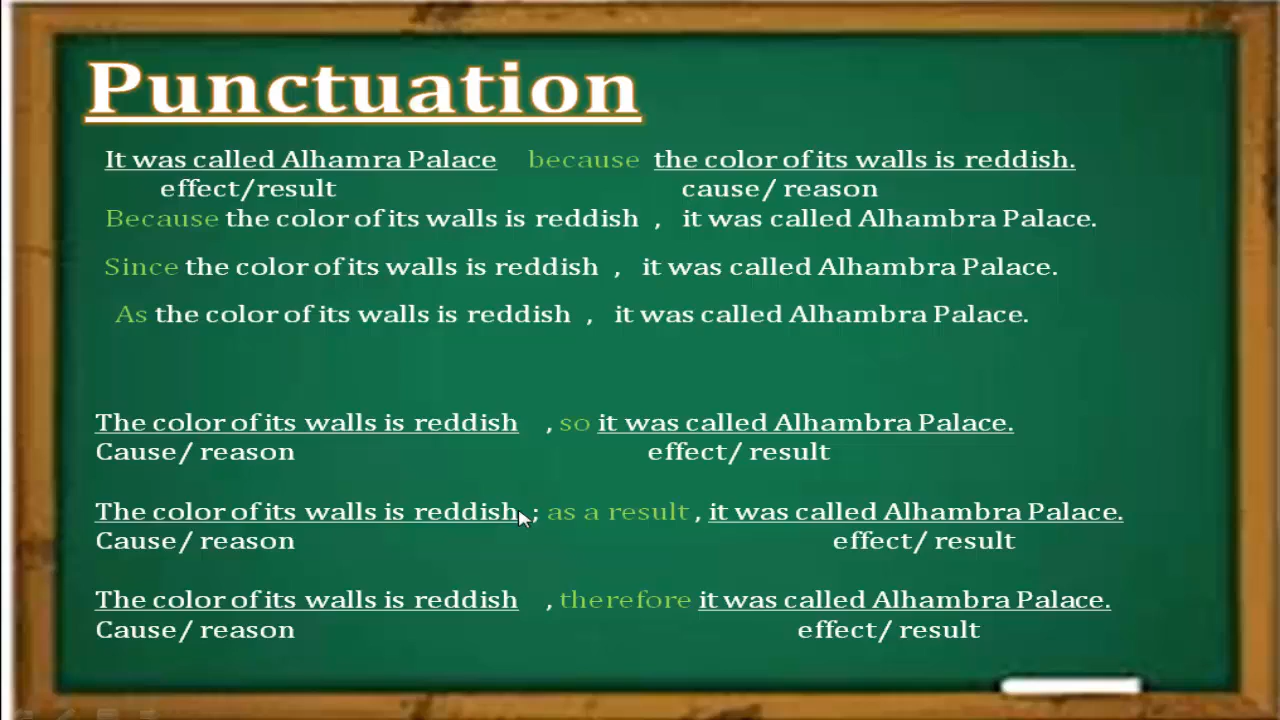 Punctuation
It was called Alhamra Palace because the color of its walls is reddish.
effect/result cause/ reason
Because the color of its walls is reddish , it was called Alhambra Palace.
Since the color of its walls is reddish , it was called Alhambra Palace.
As the color of its walls is reddish , it was called Alhambra Palace.
The color of its walls is reddish , so it was called Alhambra Palace.
Cause/ reason effect/ result
The color of its walls is reddish ; as a result , it was called Alhambra Palace.
Cause/ reason effect/ result
The color of its walls is reddish , therefore it was called Alhambra Palace.
Cause/ reason effect/ result